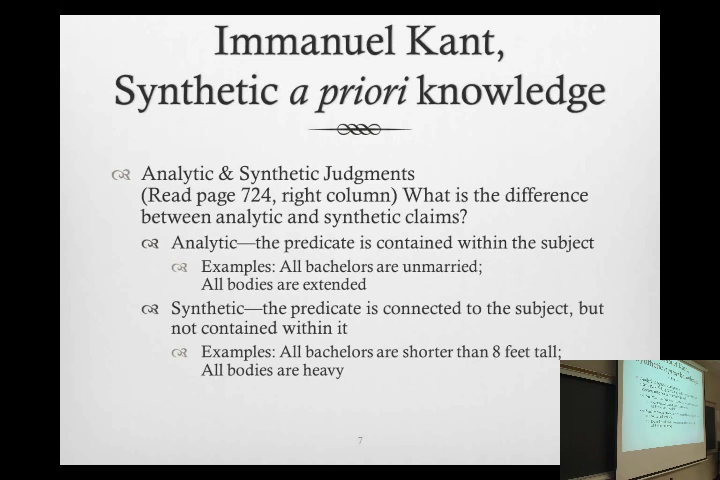 Immanuel Kant,
Synthetic a priori knowledge
Analytic & Synthetic Judgments
(Read page 724, right column) What is the difference
between analytic and synthetic claims?
Analytic—the predicate is contained within the subject
Examples: All bachelors are unmarried;
All bodies are extended
Synthetic—the predicate is connected to the subject, but
not contained within it
Examples: All bachelors are shorter than 8 feet tall;
All bodies are heavy
7